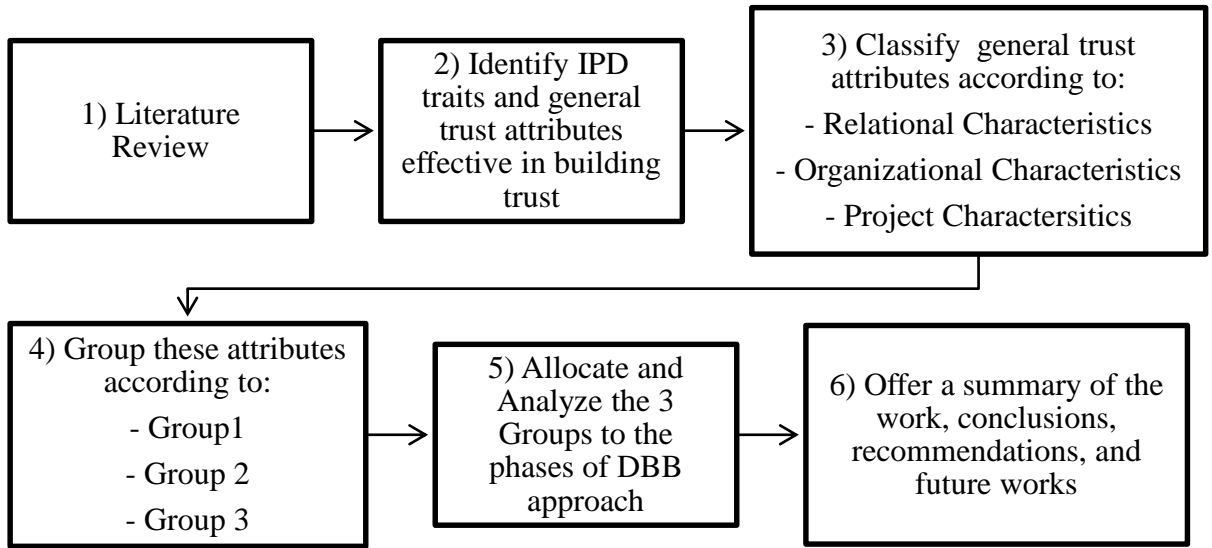 1) Literature
Review
2) Identify IPD
traits and general
trust attributes
effective in building
trust
3) Classify general trust
attributes according to:
- Relational Characteristics
- Organizational Characteristics
- Project Charactersitics
4) Group these attributes
according to:
- Group1
- Group 2
- Group 3
5) Allocate and
Analyze the 3
Groups to the
phases of DBB
approach
6) Offer a summary of the
work, conclusions,
recommendations, and
future works